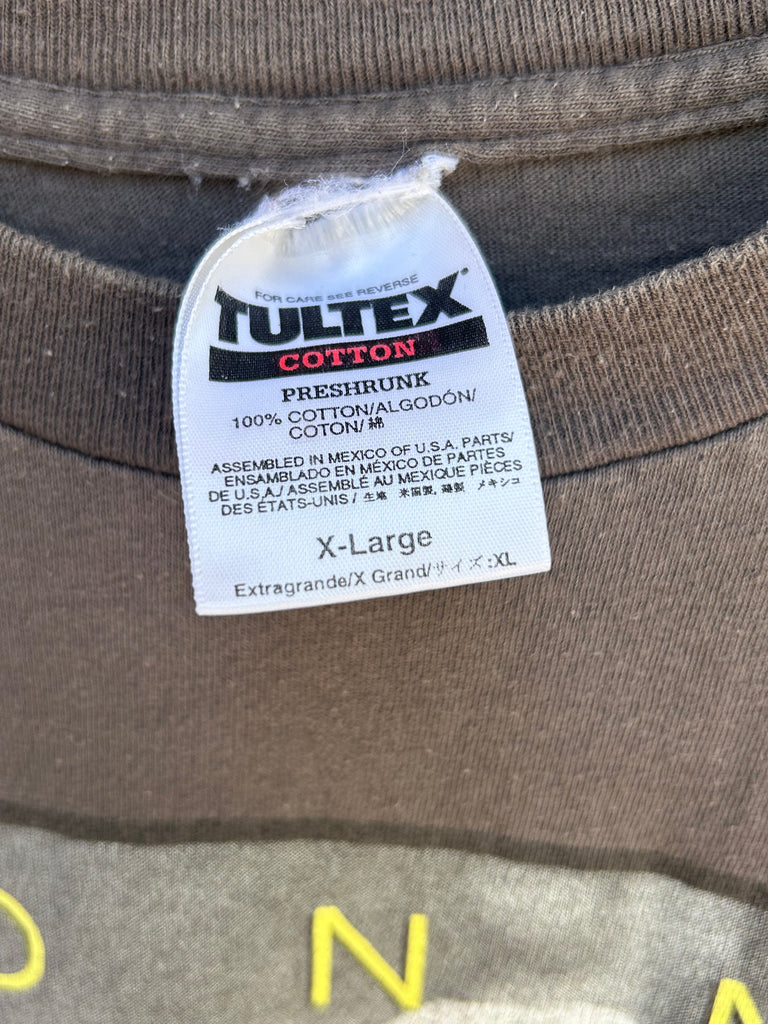 FOR CARE SEE REVERSE
TULTEX
COTTON
PRESHRUNK
100% COTTON/ALGODÓN/
COTON/ 綿
ASSEMBLED IN MEXICO OF U.S.A. PARTS/
ENSAMBLADO EN MÉXICO DE PARTES
DE U.S.A./ ASSEMBLÉ AU MEXIQUE PIÈCES
DES ÉTATS-UNIS / 生地 米国製, 縫製 メキシコ
X-Large
Extragrande/X Grand/サイズ:XL
O N